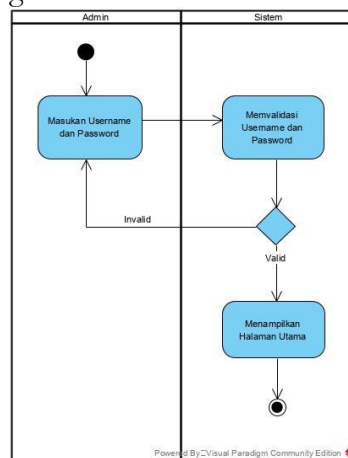 Admin
Sistem
Masukan Username
dan Password
Memvalidasi
Username dan
Password
Invalid
Valid
Menampilkan
Halaman Utama
Powered By Visual Paradigm Community Edition